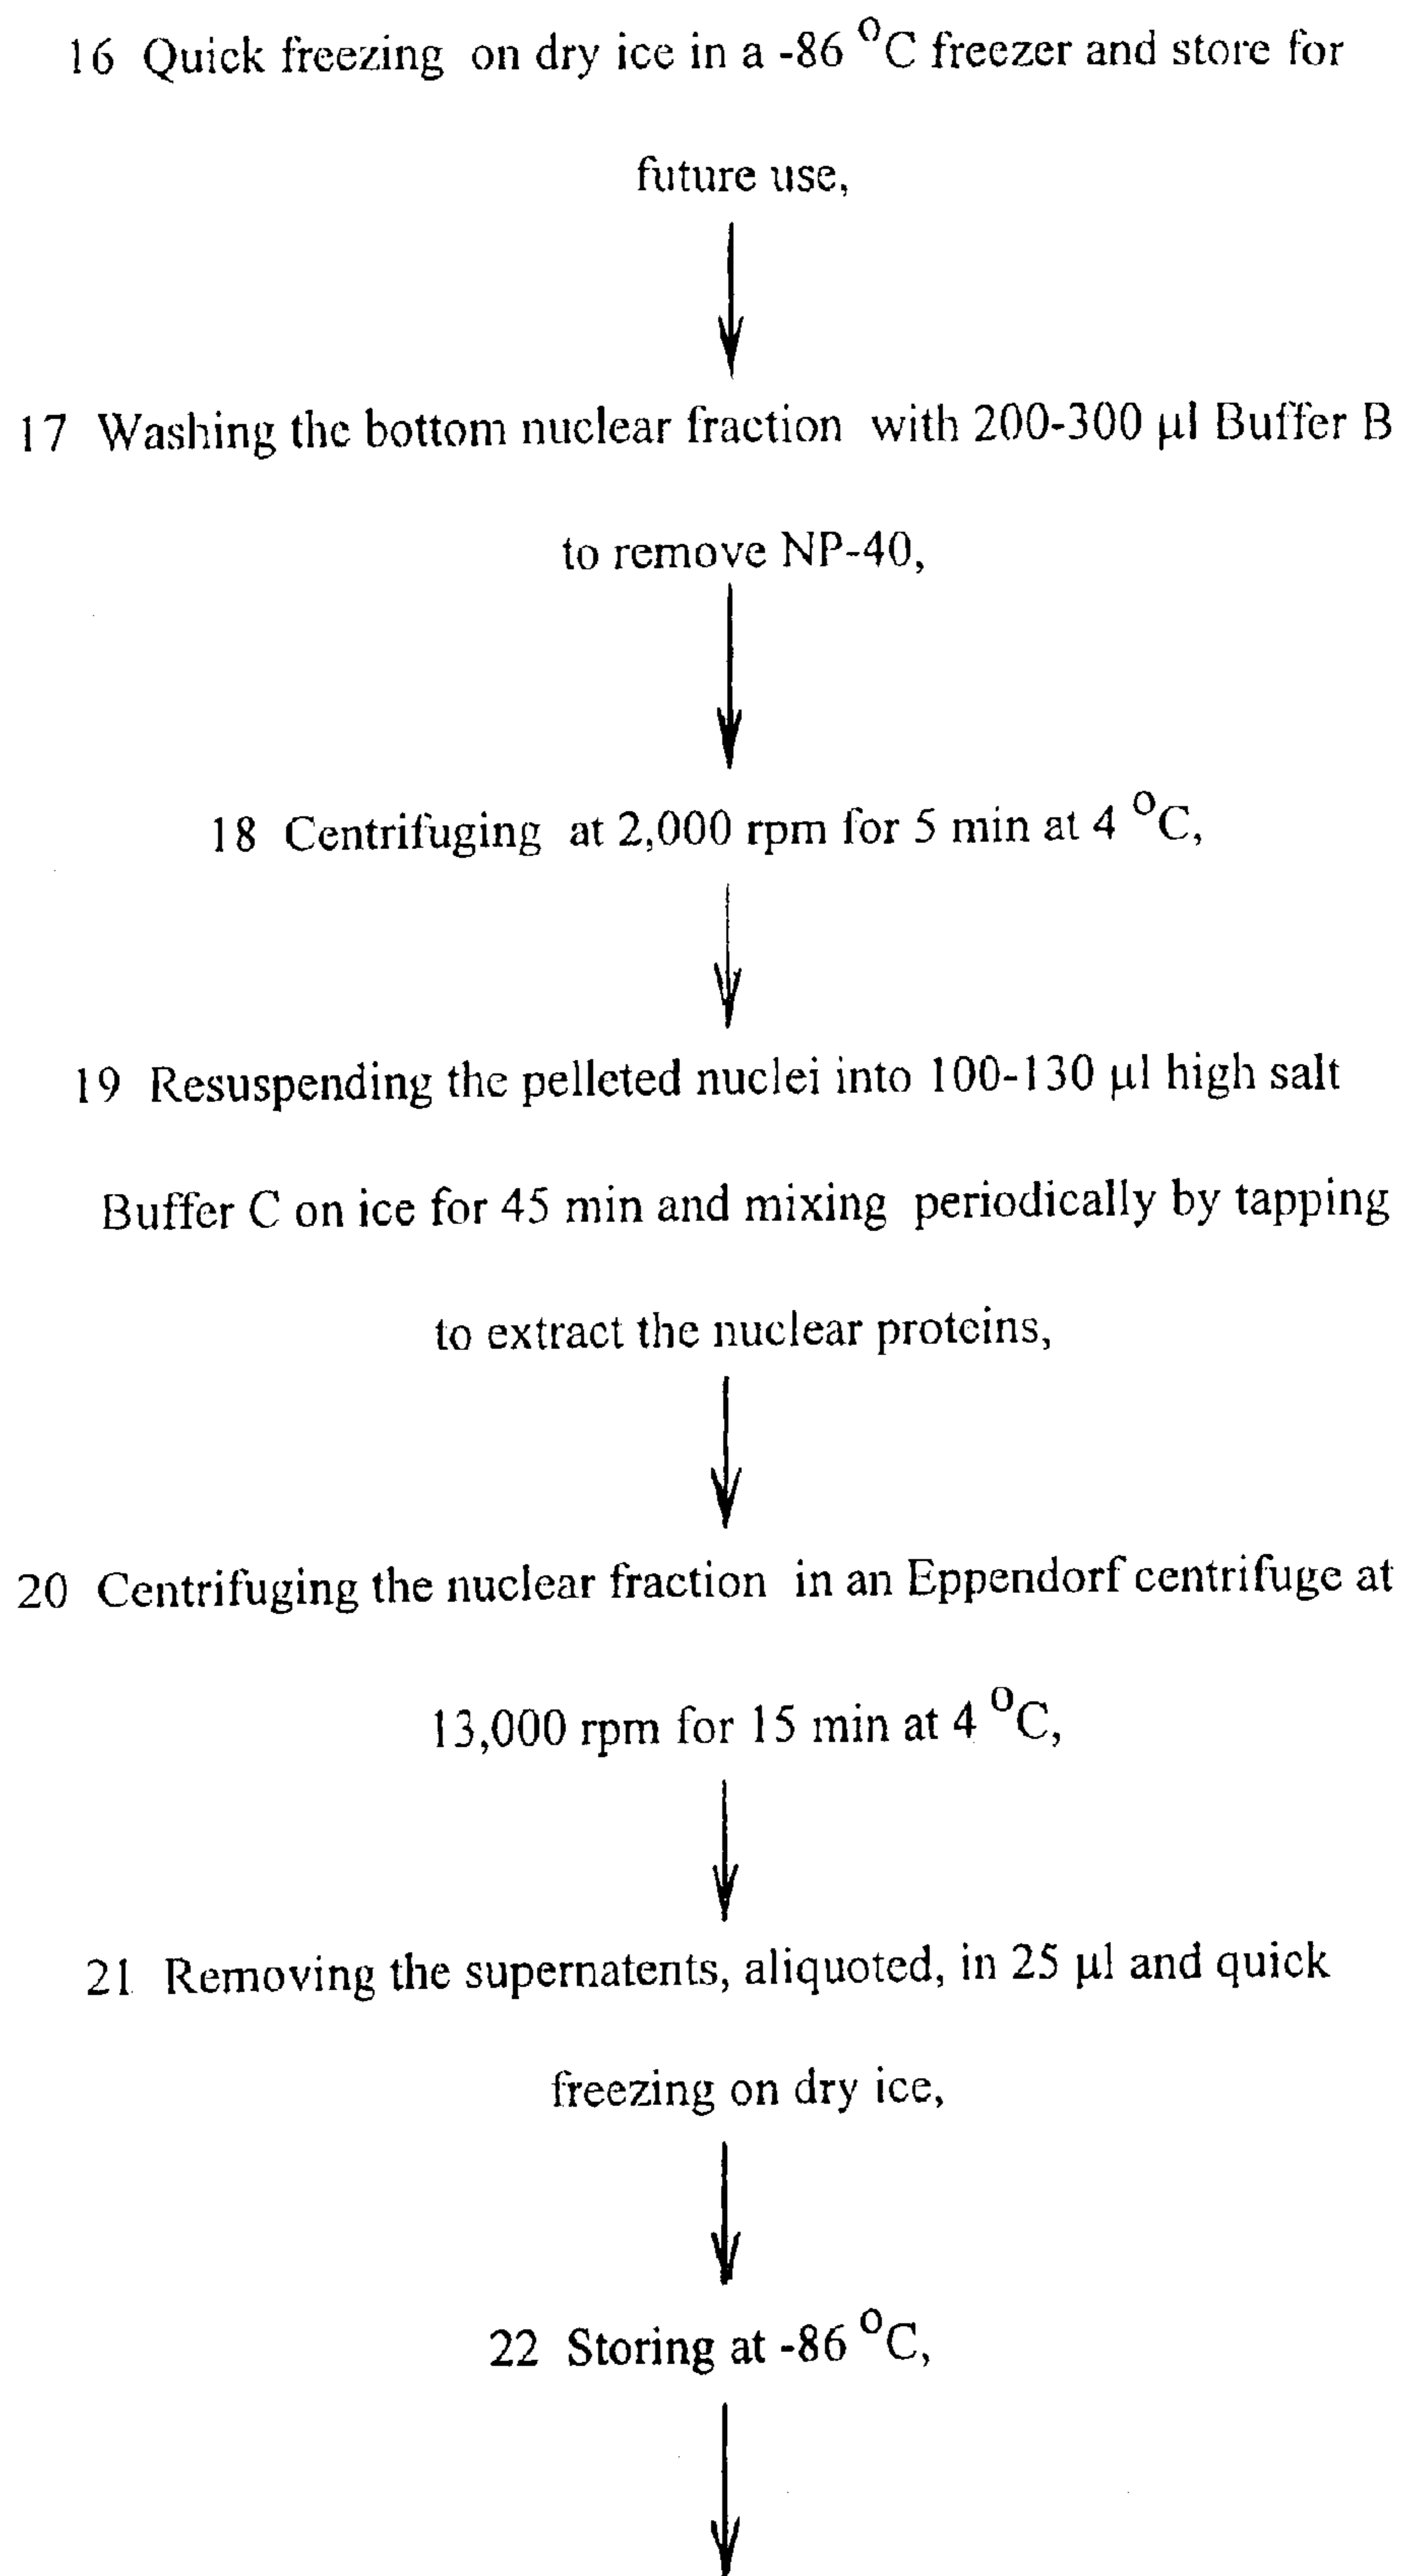 16 Quick freezing on dry ice in a -86 °C freezer and store for
future use,
17 Washing the bottom nuclear fraction with 200-300 µl Buffer B
to remove NP-40,
18 Centrifuging at 2,000 rpm for 5 min at 4 °C,
19 Resuspending the pelleted nuclei into 100-130 µl high salt
Buffer C on ice for 45 min and mixing periodically by tapping
to extract the nuclear proteins,
20 Centrifuging the nuclear fraction in an Eppendorf centrifuge at
13,000 rpm for 15 min at 4 °C,
21 Removing the supernatents, aliquoted, in 25 µl and quick
freezing on dry ice,
22 Storing at -86 °C,